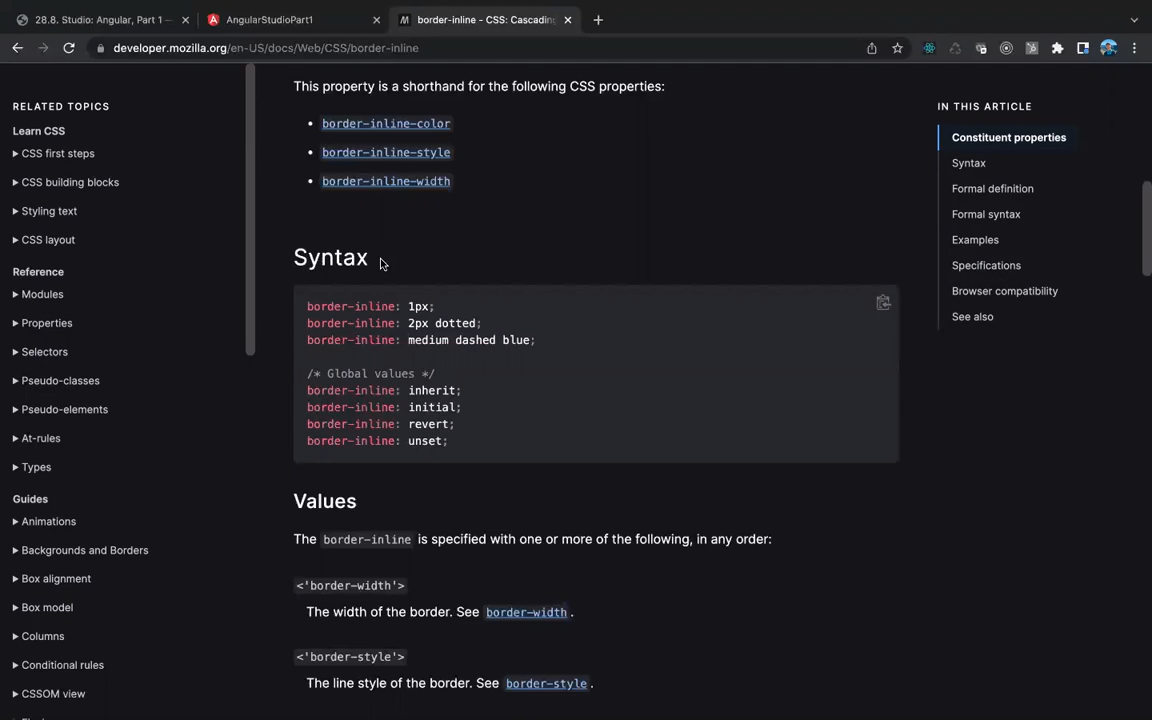 28.8. Studio: Angular, Part 1 —
AngularStudioPart1
border-inline - CSS: Cascading
developer.mozilla.org/en-US/docs/Web/CSS/border-inline
RELATED TOPICS
Learn CSS
CSS first steps
CSS building blocks
Styling text
CSS layout
Reference
Modules
Properties
Selectors
Pseudo-classes
Pseudo-elements
At-rules
Types
Guides
Animations
Backgrounds and Borders
Box alignment
Box model
Columns
Conditional rules
CSSOM view
This property is a shorthand for the following CSS properties:
• border-inline-color
• border-inline-style
• border-inline-width
Syntax
border-inline: 1px;
border-inline: 2px dotted;
border-inline: medium dashed blue;
/* Global values */
border-inline: inherit;
border-inline: initial;
border-inline: revert;
border-inline: unset;
Values
The border-inline is specified with one or more of the following, in any order:
<'border-width'>
The width of the border. See border-width.
<'border-style'>
The line style of the border. See border-style.
IN THIS ARTICLE
Constituent properties
Syntax
Formal definition
Formal syntax
Examples
Specifications
Browser compatibility
See also